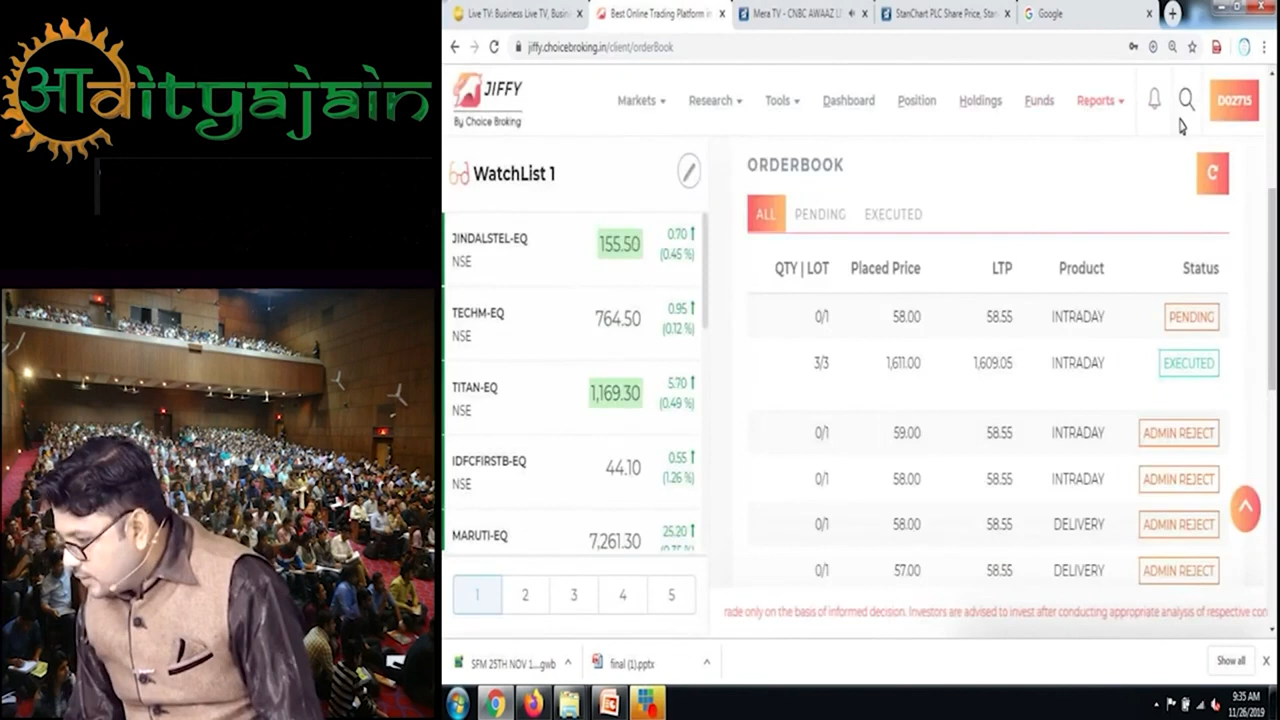 आdityajain
Live TV: Business Live TV, Busin
Best Online Trading Platform in
Mera TV - CNBC AWAAZ L
StanChart PLC Share Price, Stan
Google
jiffy.choicebroking.in/client/orderBook
JIFFY
By Choice Broking
Markets Research Tools Dashboard Position Holdings Funds Reports D02715
WatchList 1
JINDALSTEL-EQ 155.50 0.70
NSE (0.45 %)
TECHM-EQ 764.50 0.95
NSE (0.12 %)
TITAN-EQ 1,169.30 5.70
NSE (0.49 %)
IDFCFIRSTB-EQ 44.10 0.55
NSE (1.26 %)
MARUTI-EQ 7,261.30 25.20
1 2 3 4 5
ORDERBOOK
ALL PENDING EXECUTED
QTY | LOT Placed Price LTP Product Status
0/1 58.00 58.55 INTRADAY PENDING
3/3 1,611.00 1,609.05 INTRADAY EXECUTED
0/1 59.00 58.55 INTRADAY ADMIN REJECT
0/1 58.00 58.55 INTRADAY ADMIN REJECT
0/1 58.00 58.55 DELIVERY ADMIN REJECT
0/1 57.00 58.55 DELIVERY ADMIN REJECT
rade only on the basis of informed decision. Investors are advised to invest after conducting appropriate analysis of respective con
SFM 25TH NOV 1....gwb
final (1).pptx
Show all
9:35 AM
11/26/2019